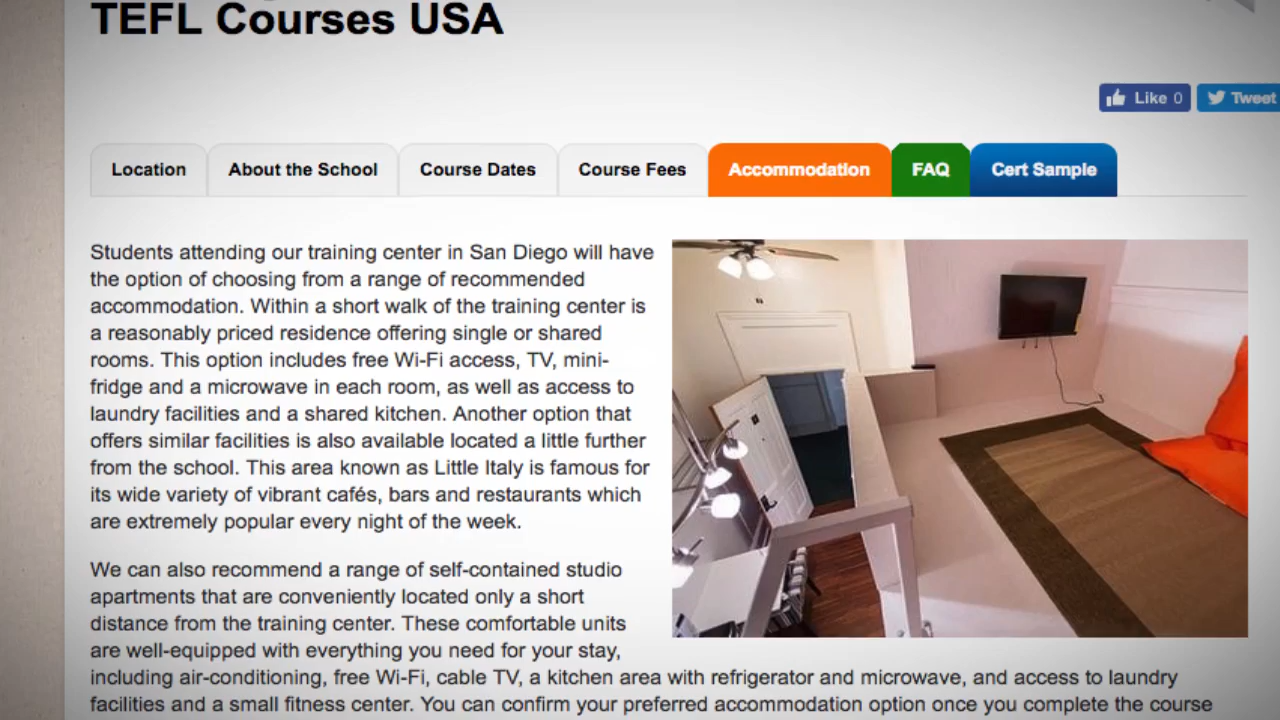 TEFL Courses USA
Like 0
Tweet
Location
About the School
Course Dates
Course Fees
Accommodation
FAQ
Cert Sample
Students attending our training center in San Diego will have
the option of choosing from a range of recommended
accommodation. Within a short walk of the training center is
a reasonably priced residence offering single or shared
rooms. This option includes free Wi-Fi access, TV, mini-
fridge and a microwave in each room, as well as access to
laundry facilities and a shared kitchen. Another option that
offers similar facilities is also available located a little further
from the school. This area known as Little Italy is famous for
its wide variety of vibrant cafés, bars and restaurants which
are extremely popular every night of the week.
We can also recommend a range of self-contained studio
apartments that are conveniently located only a short
distance from the training center. These comfortable units
are well-equipped with everything you need for your stay,
including air-conditioning, free Wi-Fi, cable TV, a kitchen area with refrigerator and microwave, and access to laundry
facilities and a small fitness center. You can confirm your preferred accommodation option once you complete the course